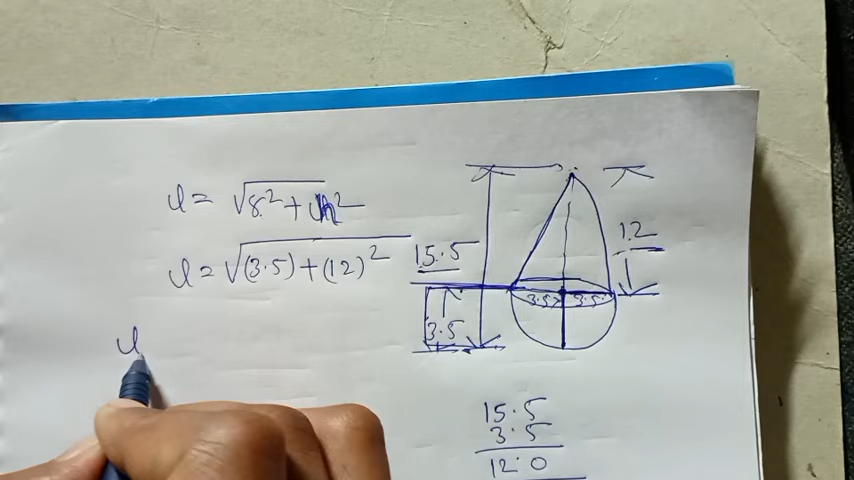 l = √8² + h²
l = √(3.5) + (12)²
l
15.5
3.5
12
3.5 3.5
15.5
3.5
12.0